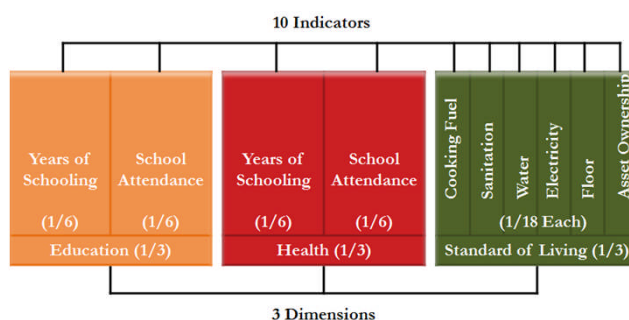 10 Indicators
Years of
Schooling
(1/6)
School
Attendance
(1/6)
Education (1/3)
Years of
Schooling
(1/6)
School
Attendance
(1/6)
Health (1/3)
Cooking Fuel
Sanitation
Water
Electricity
Floor
Asset Ownership
(1/18 Each)
Standard of Living (1/3)
3 Dimensions